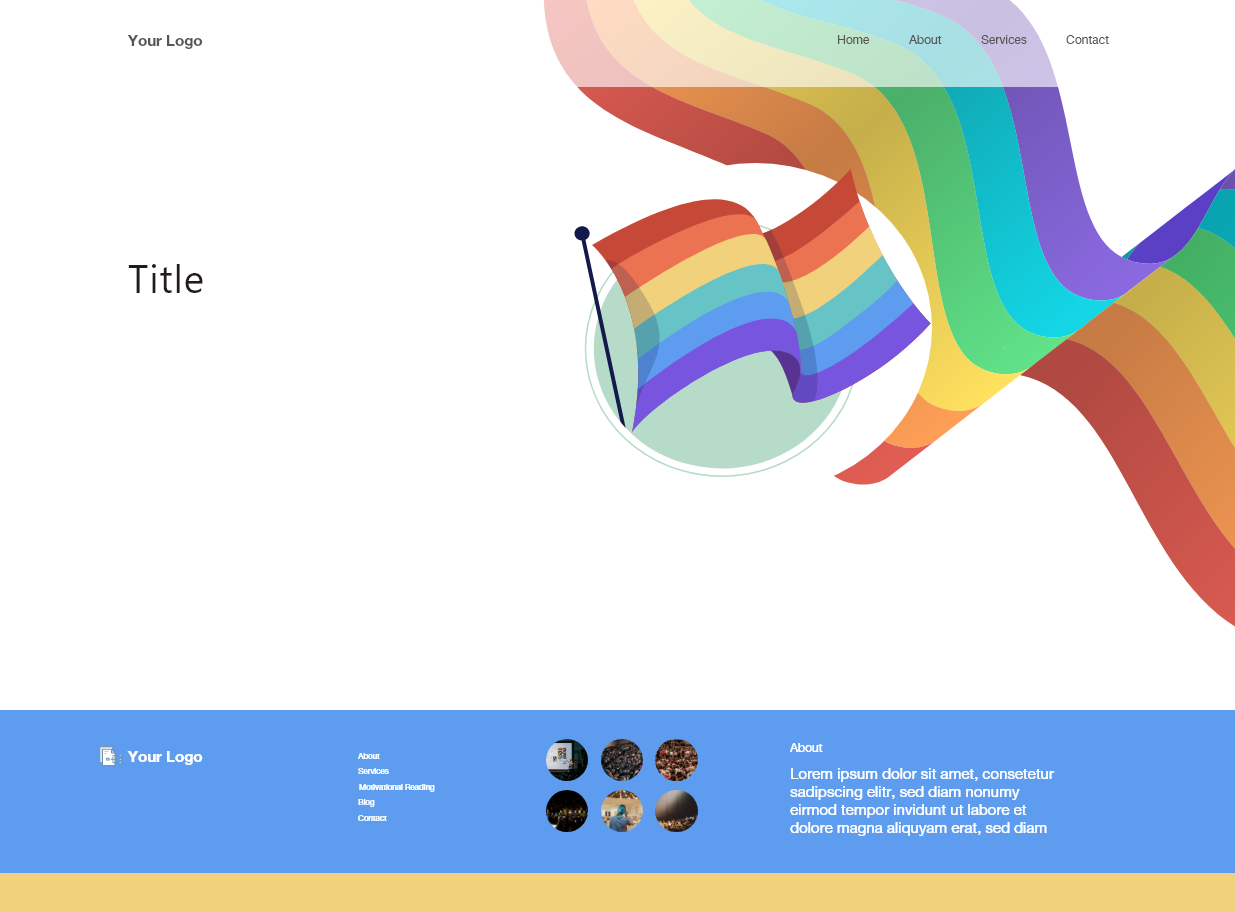 Your Logo
Home
About
Services
Contact
Title
Your Logo
About
Services
Motivational Reading
Blog
Contact
About
Lorem ipsum dolor sit amet, consetetur
sadipscing elitr, sed diam nonumy
eirmod tempor invidunt ut labore et
dolore magna aliquyam erat, sed diam